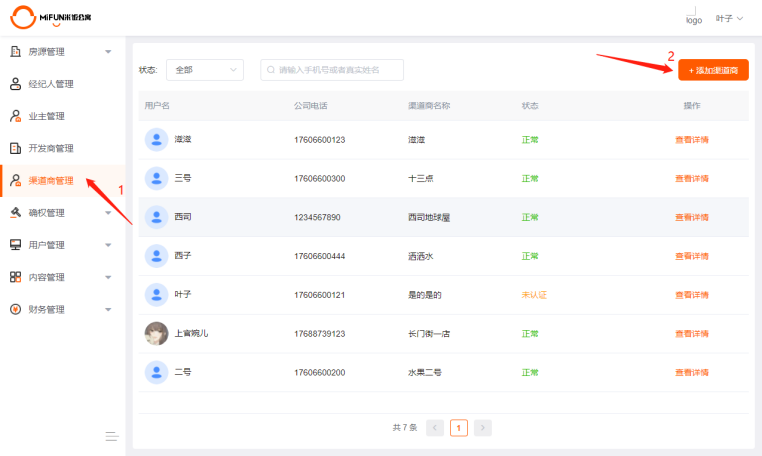 MiFUN米饭公寓
logo 叶子
房源管理
经纪人管理
业主管理
开发商管理
渠道商管理
确权管理
用户管理
内容管理
财务管理
1
2
状态: 全部 请输入手机号或者真实姓名 + 添加渠道商
用户名 公司电话 渠道商名称 状态 操作
滋滋 17606600123 滋滋 正常 查看详情
三号 17606600300 十三点 正常 查看详情
西司 1234567890 西司地球屋 正常 查看详情
西子 17606600444 洒洒水 正常 查看详情
叶子 17606600121 是的是的 未认证 查看详情
上官婉儿 17688739123 长门街一店 正常 查看详情
二号 17606600200 水果二号 正常 查看详情
共 7 条 < 1 >